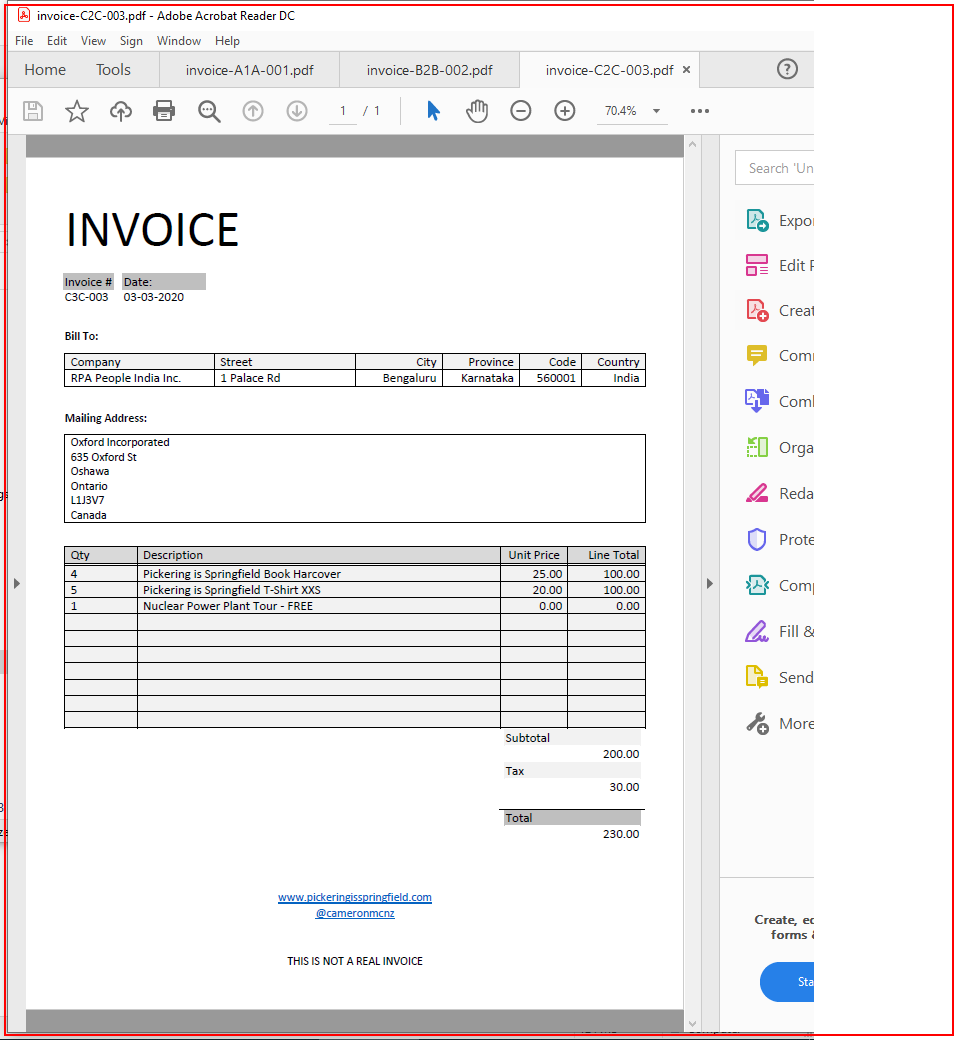 invoice-C2C-003.pdf - Adobe Acrobat Reader DC
File Edit View Sign Window Help
Home Tools invoice-A1A-001.pdf invoice-B2B-002.pdf invoice-C2C-003.pdf ×
1 / 1 70.4%
INVOICE
Invoice # Date:
C3C-003 03-03-2020
Bill To:
Company Street City Province Code Country
RPA People India Inc. 1 Palace Rd Bengaluru Karnataka 560001 India
Mailing Address:
Oxford Incorporated
635 Oxford St
Oshawa
Ontario
L1J3V7
Canada
Qty Description Unit Price Line Total
4 Pickering is Springfield Book Harcover 25.00 100.00
5 Pickering is Springfield T-Shirt XXS 20.00 100.00
1 Nuclear Power Plant Tour - FREE 0.00 0.00
Subtotal
200.00
Tax
30.00
Total
230.00
www.pickeringisspringfield.com
@cameronmcnz
THIS IS NOT A REAL INVOICE
Search 'Un
Expor
Edit P
Creat
Com
Comb
Orga
Reda
Prote
Comp
Fill &
Send
More
Create, ed
forms &
Sta